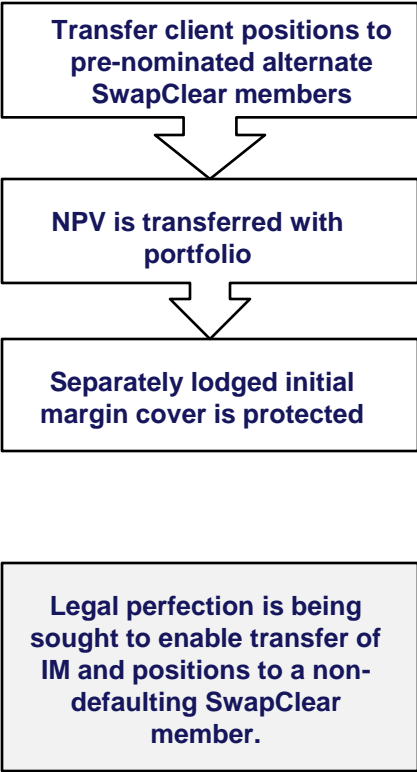 Transfer client positions to
pre-nominated alternate
SwapClear members
NPV is transferred with
portfolio
Separately lodged initial
margin cover is protected
Legal perfection is being
sought to enable transfer of
IM and positions to a non-
defaulting SwapClear
member.